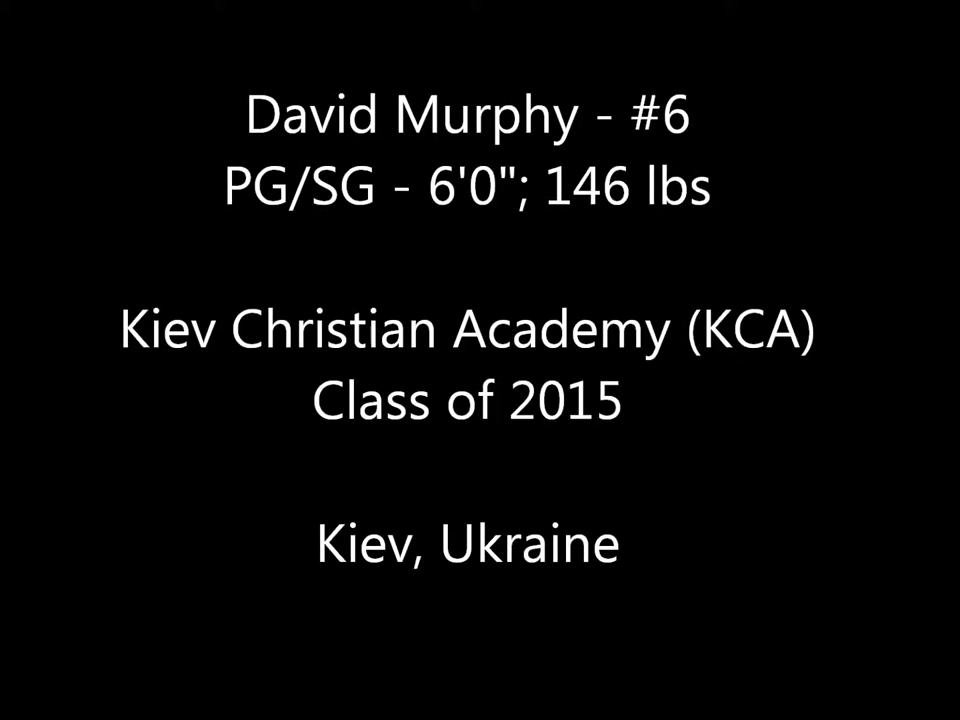 David Murphy - #6
PG/SG - 6'0"; 146 lbs
Kiev Christian Academy (KCA)
Class of 2015
Kiev, Ukraine